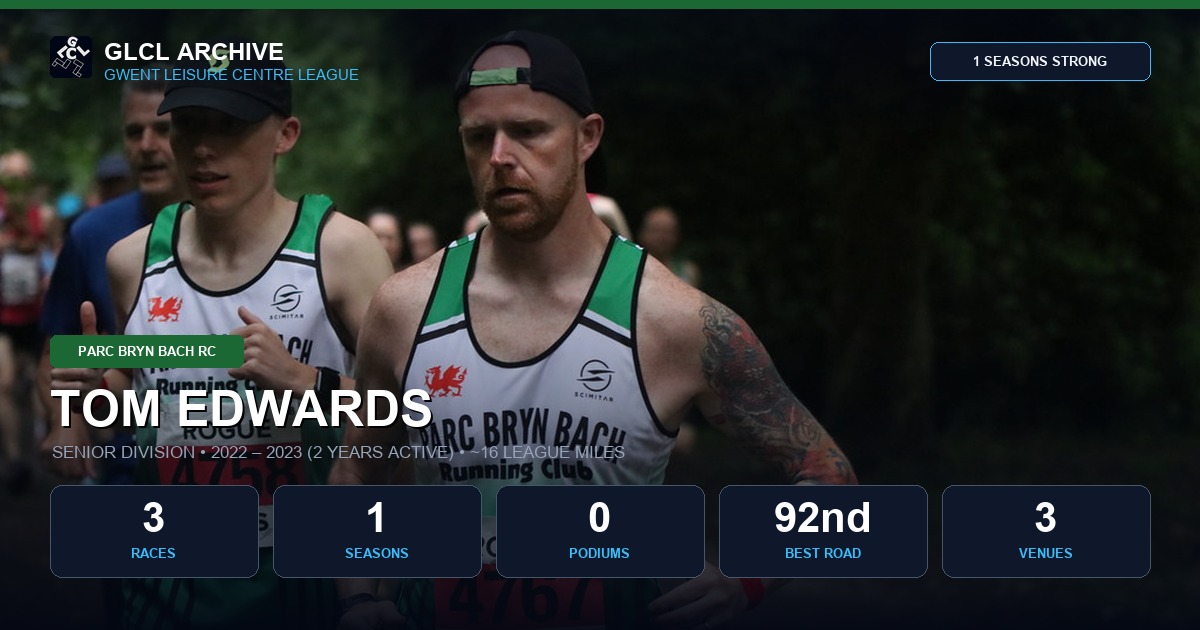 GLCL ARCHIVE
GWENT LEISURE CENTRE LEAGUE
1 SEASONS STRONG
SCIMITAR
SCIMITAR
PARC BRYN BACH RC
ACH
Running C
PARC BRYN BACH
Running Club
TOM EDWARDS
ROGUE
SENIOR DIVISION • 2022 – 2023 (2 YEARS ACTIVE) • ~16 LEAGUE MILES
4758
3
RACES
1
SEASONS
0
PODIUMS
92nd
BEST ROAD
3
VENUES
4767